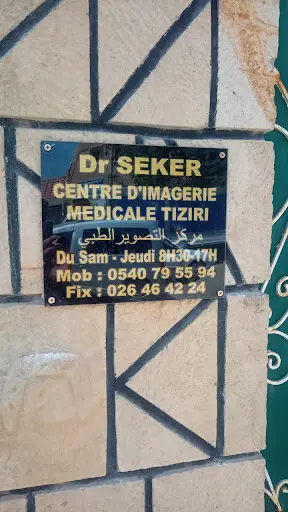 Dr SEKER
CENTRE D'IMAGERIE
MEDICALE TIZIRI
مركز التصوير الطبي
Du Sam - Jeudi 8H30-17H
Mob : 0540 79 55 94
Fix : 026 46 42 24